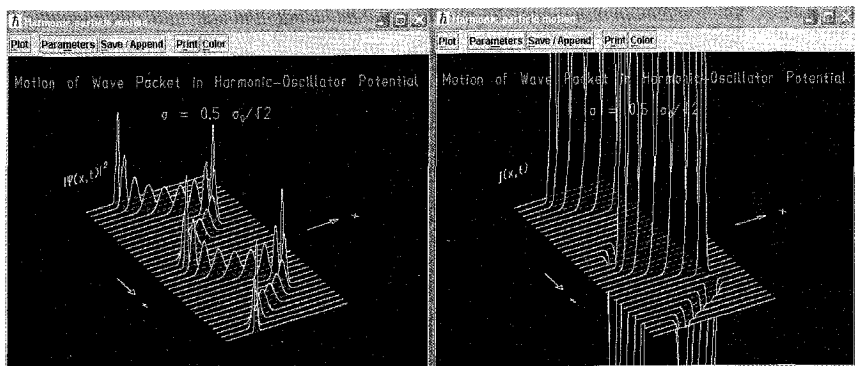 Harmonic particle motion
Plot Parameters Save / Append Print Color
Motion of Wave Packet in Harmonic-Oscillator Potential
σ = 0.5 σ₀/√2
|Ψ(x,t)|²
x
t
Harmonic particle motion
Plot Parameters Save / Append Print Color
Motion of Wave Packet in Harmonic-Oscillator Potential
σ = 0.5 σ₀/√2
j(x,t)
x
t